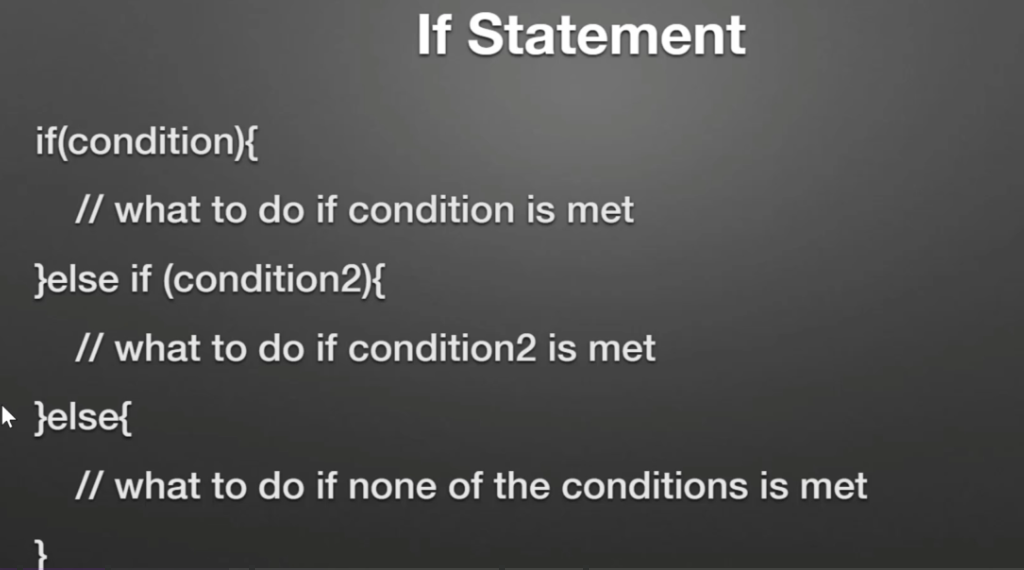 If Statement
if(condition){
// what to do if condition is met
}else if (condition2){
// what to do if condition2 is met
}else{
// what to do if none of the conditions is met
}